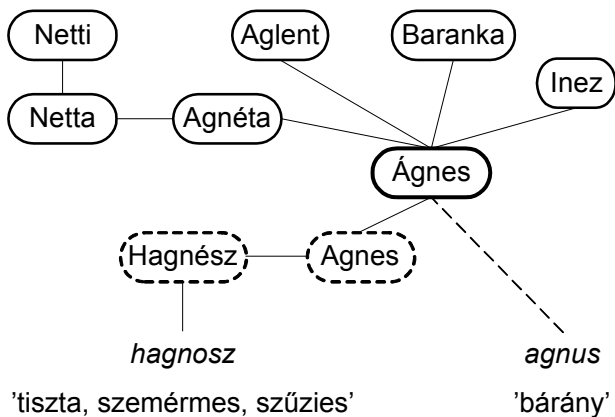 Netti
Aglent
Baranka
Inez
Netta
Agnéta
Ágnes
Hagnész
Agnes
hagnosz
agnus
’tiszta, szemérmes, szűzies’
’bárány’